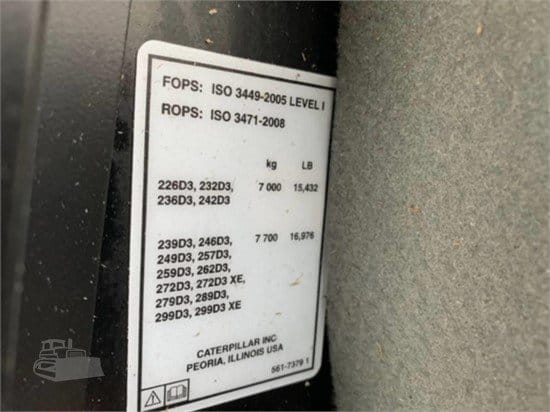 FOPS: ISO 3449-2005 LEVEL I
ROPS: ISO 3471-2008
kg LB
226D3, 232D3, 7 000 15,432
236D3, 242D3
239D3, 246D3, 7 700 16,976
249D3, 257D3,
259D3, 262D3,
272D3, 272D3 XE,
279D3, 289D3,
299D3, 299D3 XE
CATERPILLAR INC
PEORIA, ILLINOIS USA
561-7379 1